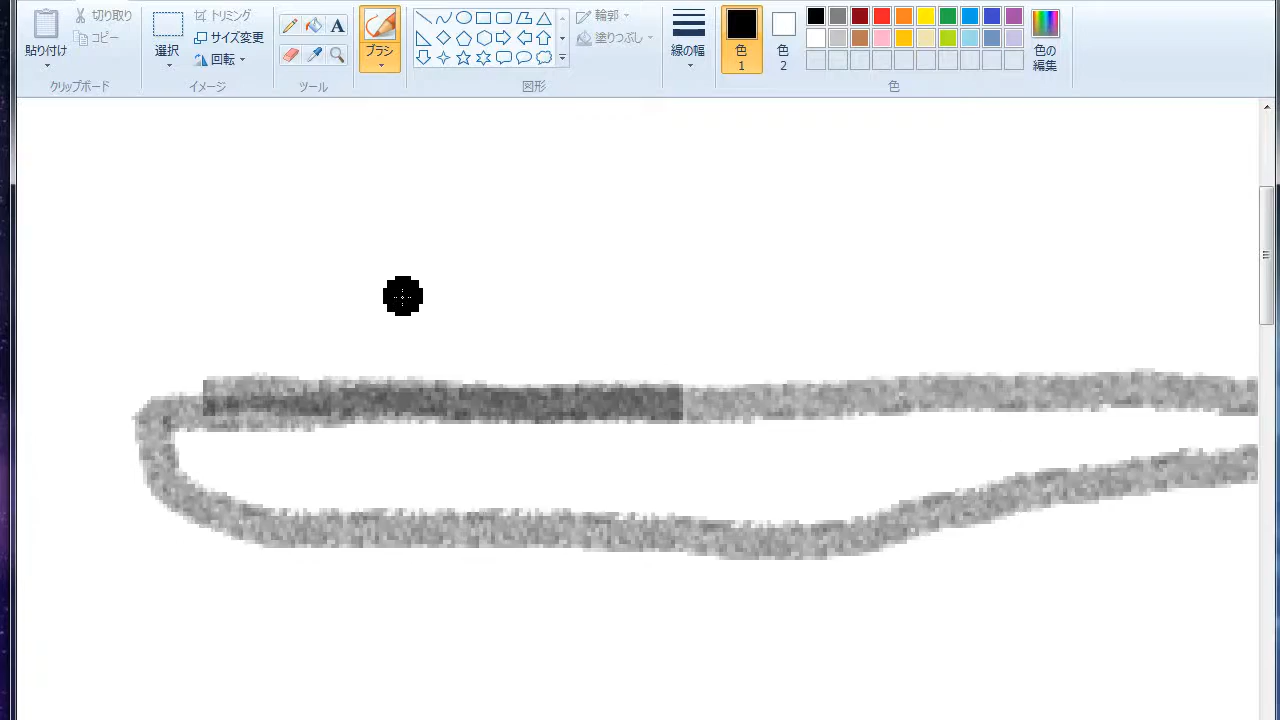 貼り付け
切り取り
コピー
クリップボード
選択
トリミング
サイズ変更
回転
イメージ
A
ツール
ブラシ
輪郭
塗りつぶし
図形
線の幅
色
1
色
2
色の
編集
色